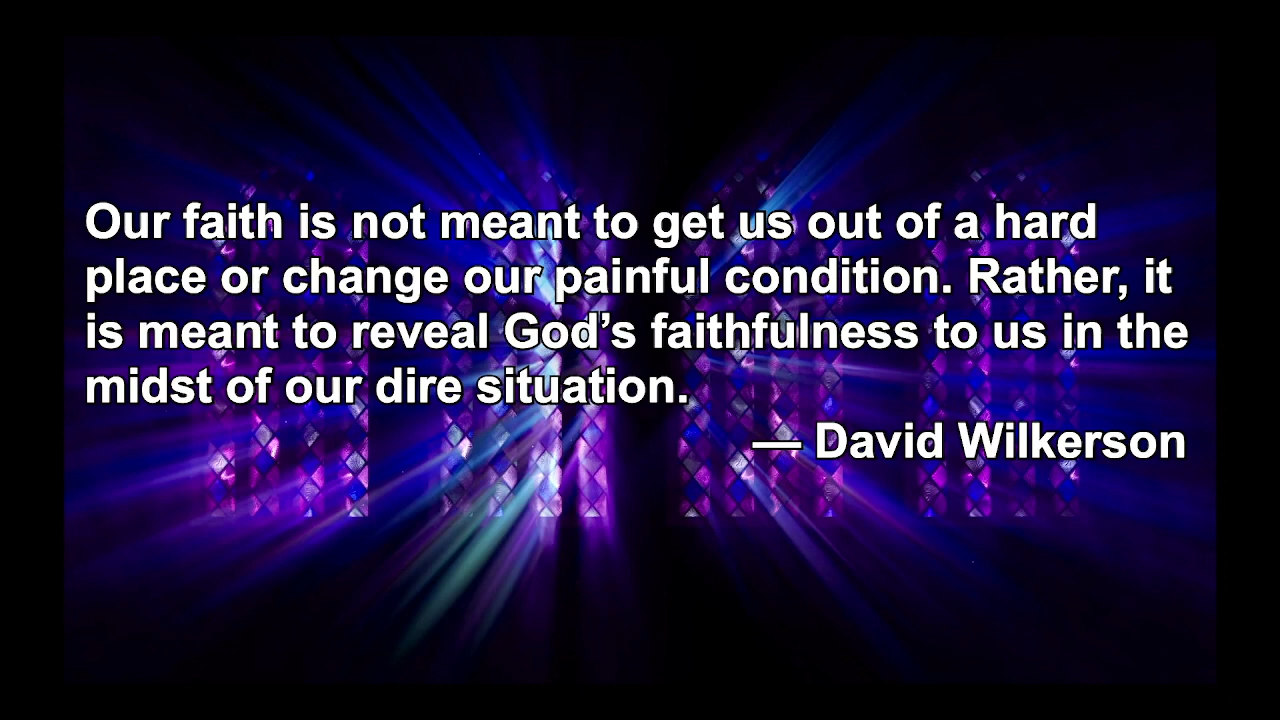 Our faith is not meant to get us out of a hard
place or change our painful condition. Rather, it
is meant to reveal God’s faithfulness to us in the
midst of our dire situation.
— David Wilkerson